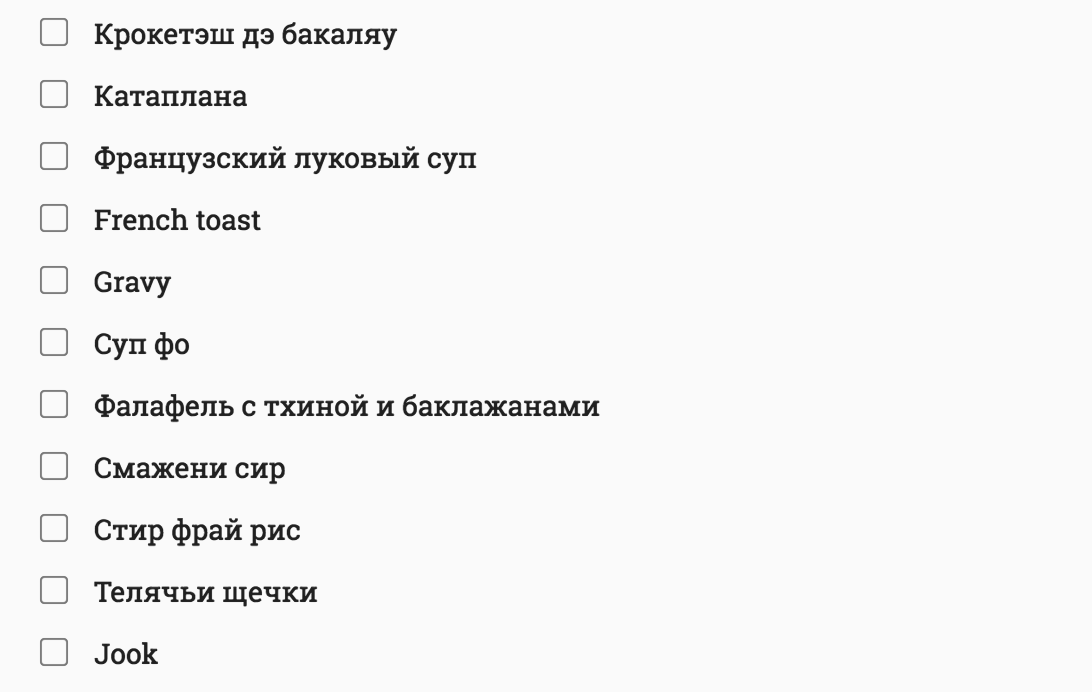 Крокетэш дэ бакаляу
Катаплана
Французский луковый суп
French toast
Gravy
Суп фо
Фалафель с тхиной и баклажанами
Смажени сир
Стир фрай рис
Телячьи щечки
Jook